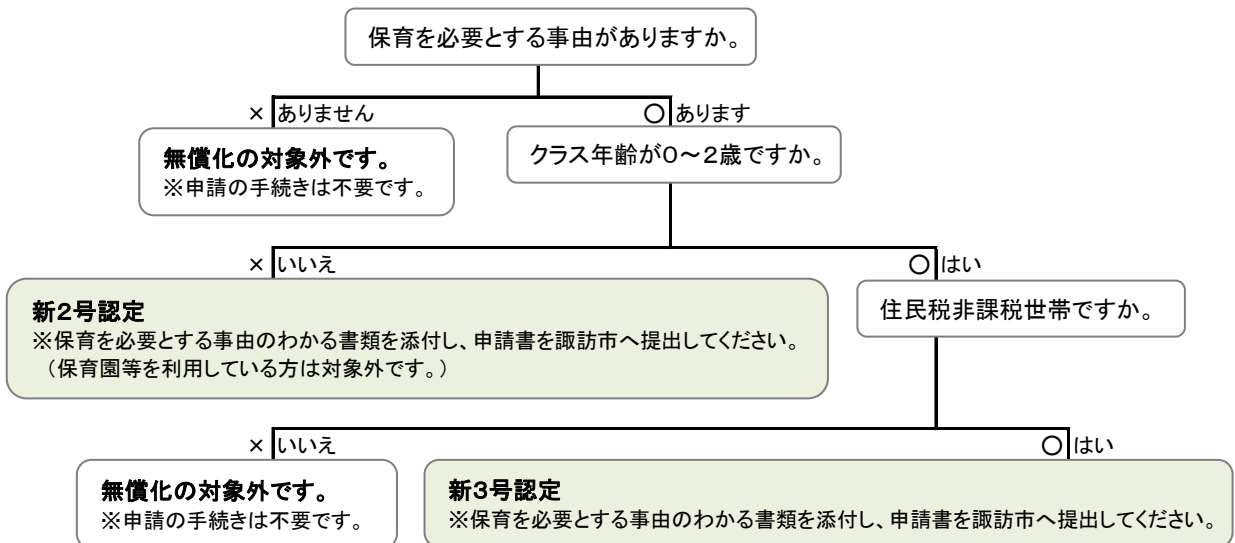 保育を必要とする事由がありますか。
× ありません
○ あります
無償化の対象外です。
※申請の手続きは不要です。
クラス年齢が0～2歳ですか。
× いいえ
○ はい
新2号認定
※保育を必要とする事由のわかる書類を添付し、申請書を諏訪市へ提出してください。
（保育園等を利用している方は対象外です。）
住民税非課税世帯ですか。
× いいえ
○ はい
無償化の対象外です。
※申請の手続きは不要です。
新3号認定
※保育を必要とする事由のわかる書類を添付し、申請書を諏訪市へ提出してください。